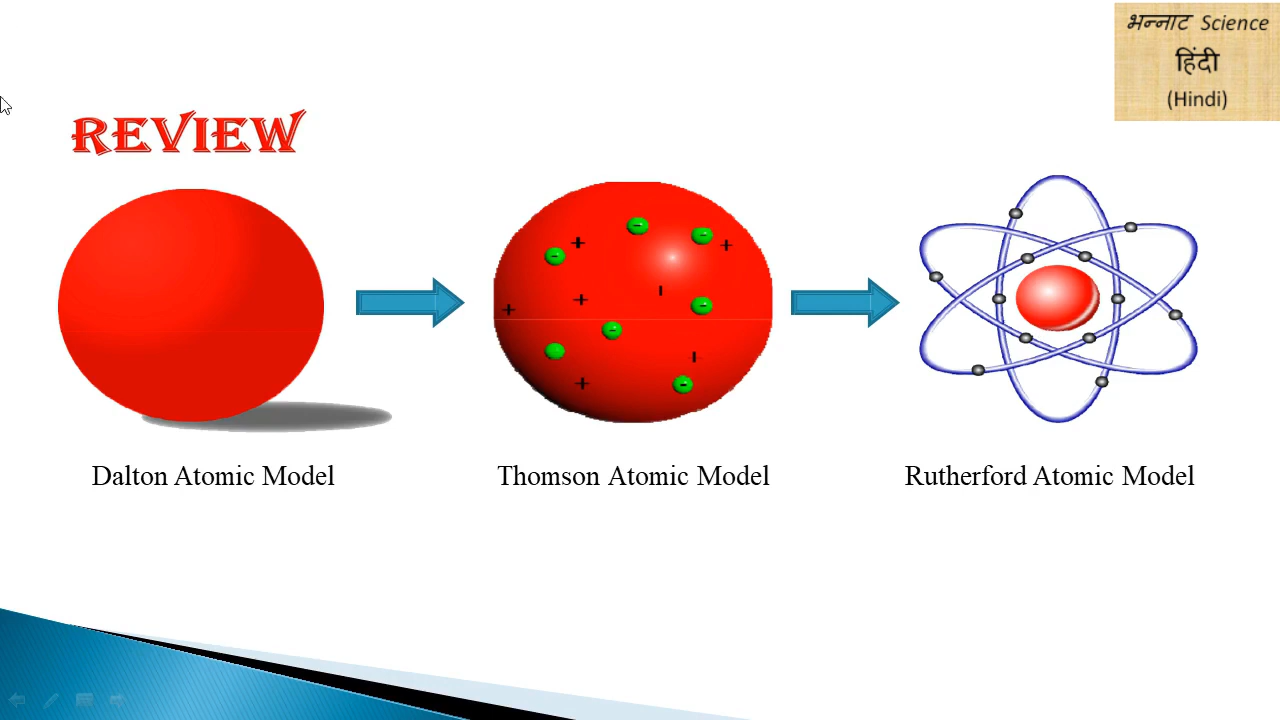 भन्नाट Science
हिंदी
(Hindi)
REVIEW
Dalton Atomic Model
Thomson Atomic Model
Rutherford Atomic Model